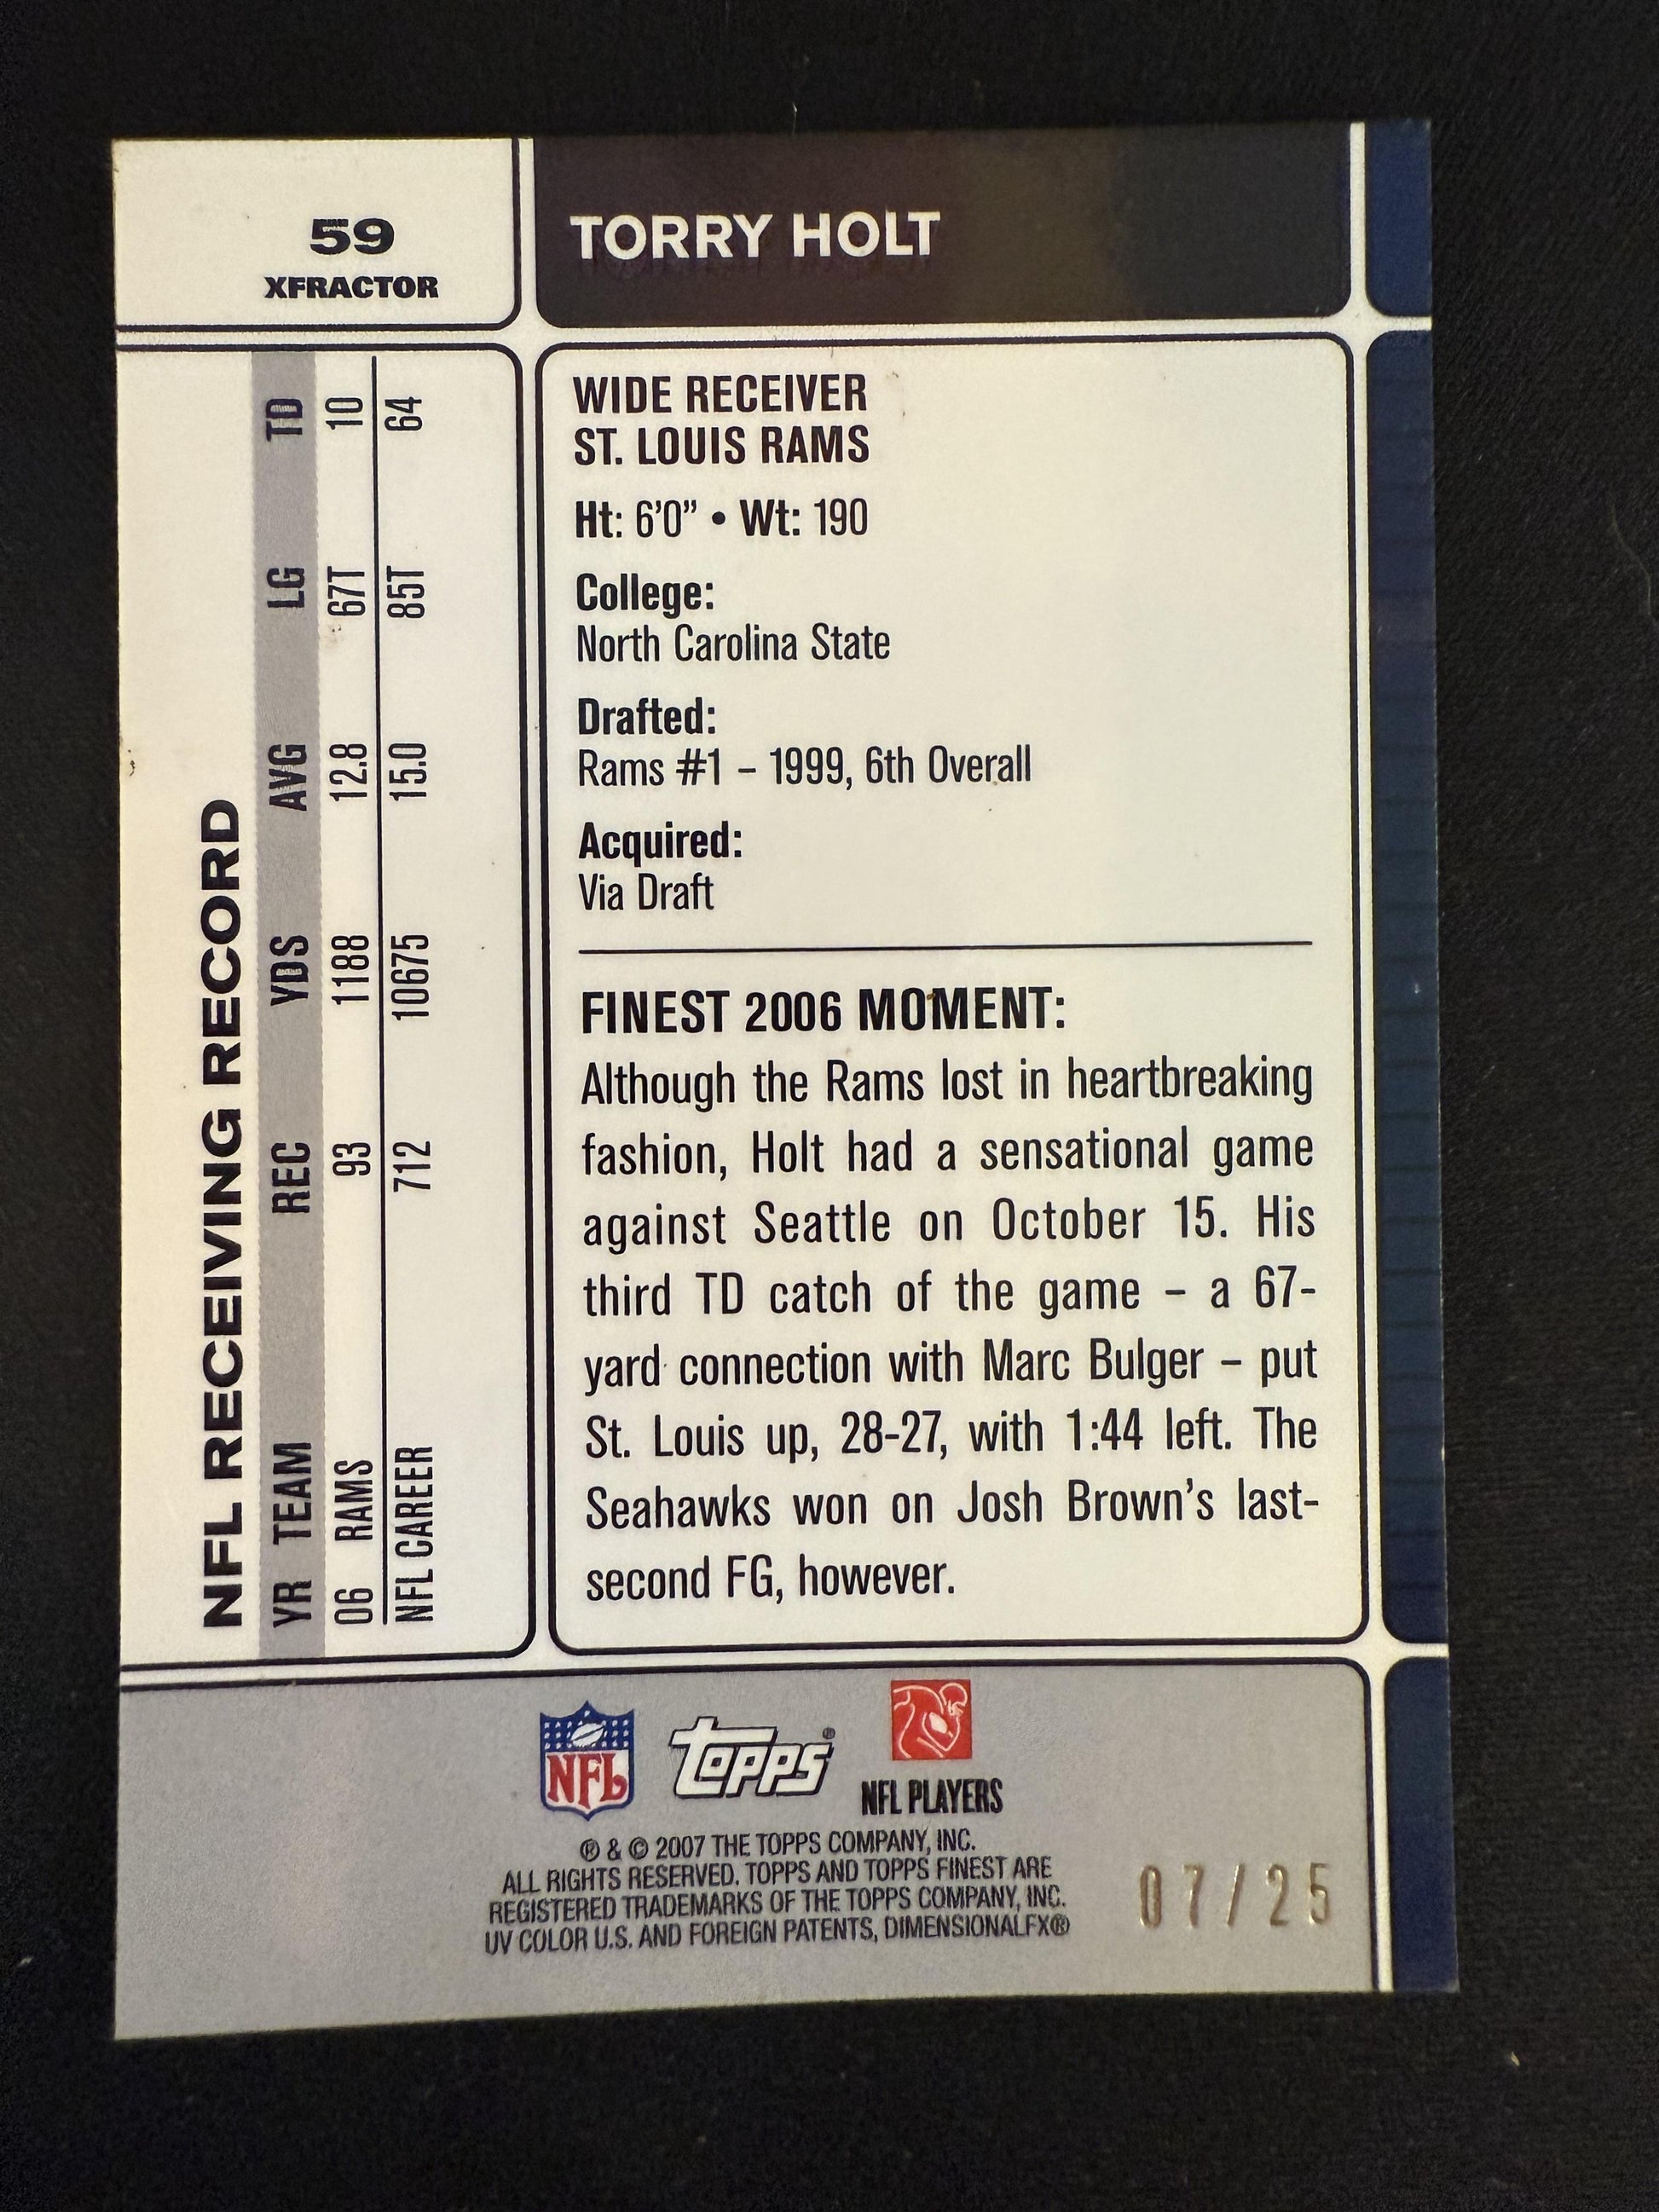 59
XFRACTOR
TORRY HOLT
NFL RECEIVING RECORD
YR TEAM REC YDS AVG LG TD
06 RAMS 93 1188 12.8 67T 10
NFL CAREER 712 10675 15.0 85T 64
WIDE RECEIVER
ST. LOUIS RAMS
Ht: 6'0” • Wt: 190
College:
North Carolina State
Drafted:
Rams #1 – 1999, 6th Overall
Acquired:
Via Draft
FINEST 2006 MOMENT:
Although the Rams lost in heartbreaking
fashion, Holt had a sensational game
against Seattle on October 15. His
third TD catch of the game – a 67-
yard connection with Marc Bulger – put
St. Louis up, 28-27, with 1:44 left. The
Seahawks won on Josh Brown's last-
second FG, however.
NFL
Topps®
NFL PLAYERS
® & © 2007 THE TOPPS COMPANY, INC.
ALL RIGHTS RESERVED. TOPPS AND TOPPS FINEST ARE
REGISTERED TRADEMARKS OF THE TOPPS COMPANY, INC.
UV COLOR U.S. AND FOREIGN PATENTS, DIMENSIONALFX®
07/25